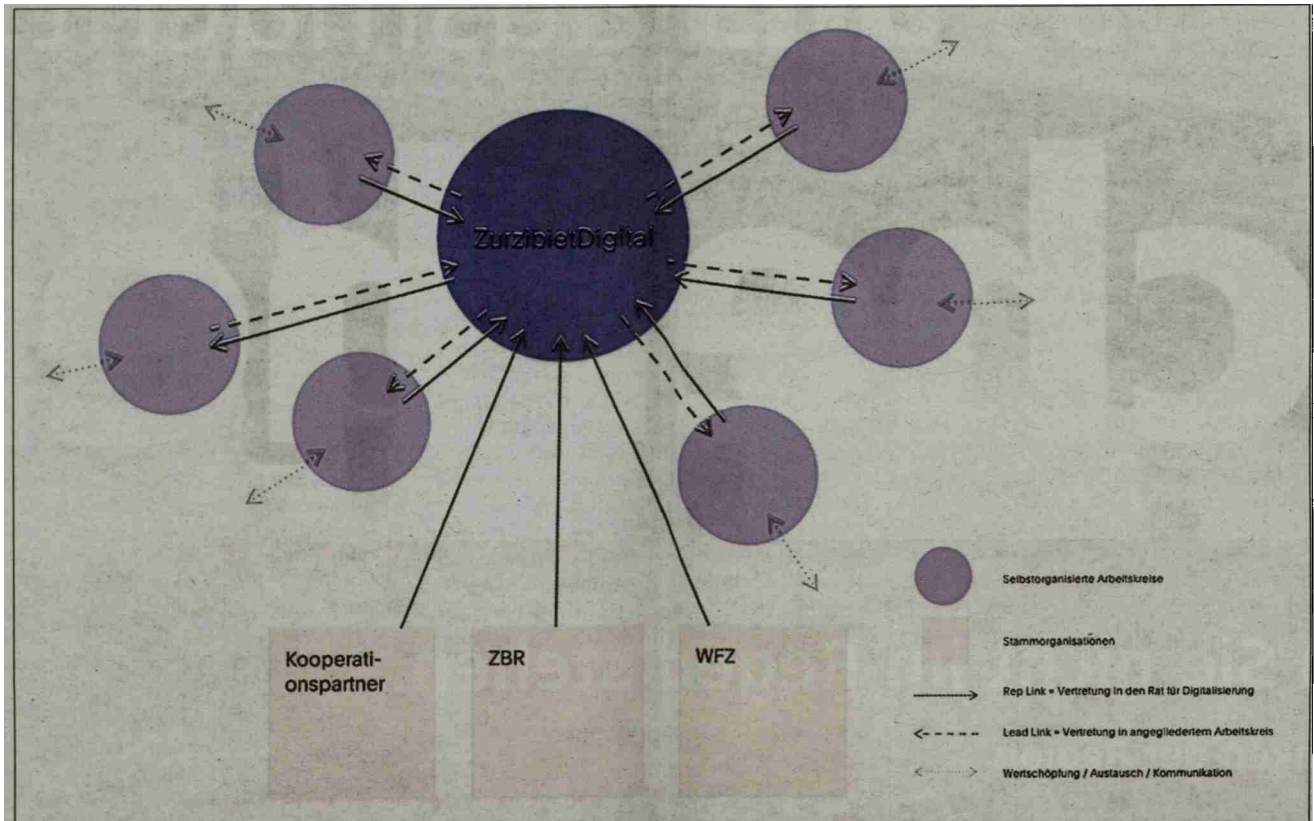 ZurzibietDigital
Kooperati-
onspartner
ZBR
WFZ
Selbstorganisierte Arbeitskreise
Stammorganisationen
Rep Link = Vertretung in den Rat für Digitalisierung
Lead Link = Vertretung in angegliedertem Arbeitskreis
Wertschöpfung / Austausch / Kommunikation